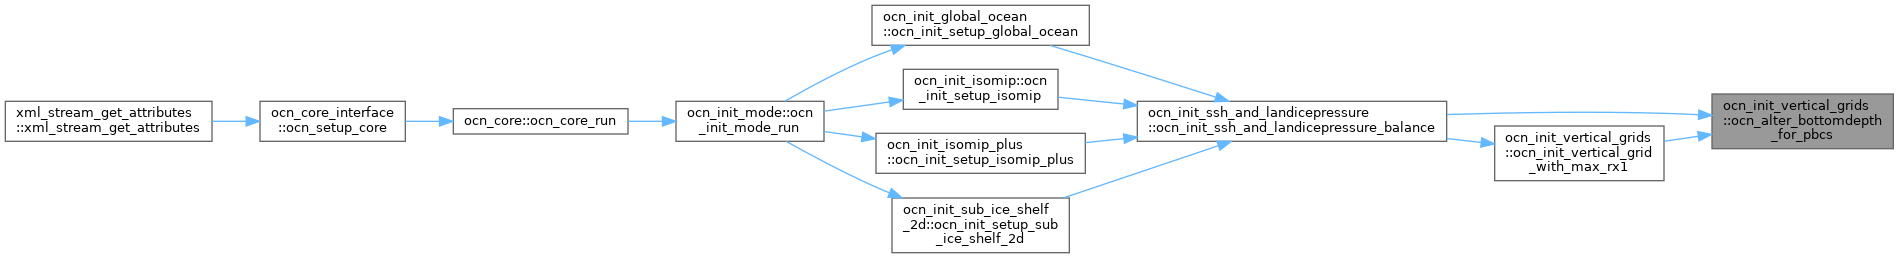 xml_stream_get_attributes
::xml_stream_get_attributes
ocn_core_interface
::ocn_setup_core
ocn_core::ocn_core_run
ocn_init_mode::ocn
_init_mode_run
ocn_init_global_ocean
::ocn_init_setup_global_ocean
ocn_init_isomip::ocn
_init_setup_isomip
ocn_init_isomip_plus
::ocn_init_setup_isomip_plus
ocn_init_sub_ice_shelf
_2d::ocn_init_setup_sub
_ice_shelf_2d
ocn_init_ssh_and_landicepressure
::ocn_init_ssh_and_landicepressure_balance
ocn_init_vertical_grids
::ocn_init_vertical_grid
_with_max_rx1
ocn_init_vertical_grids
::ocn_alter_bottomdepth
_for_pbcs